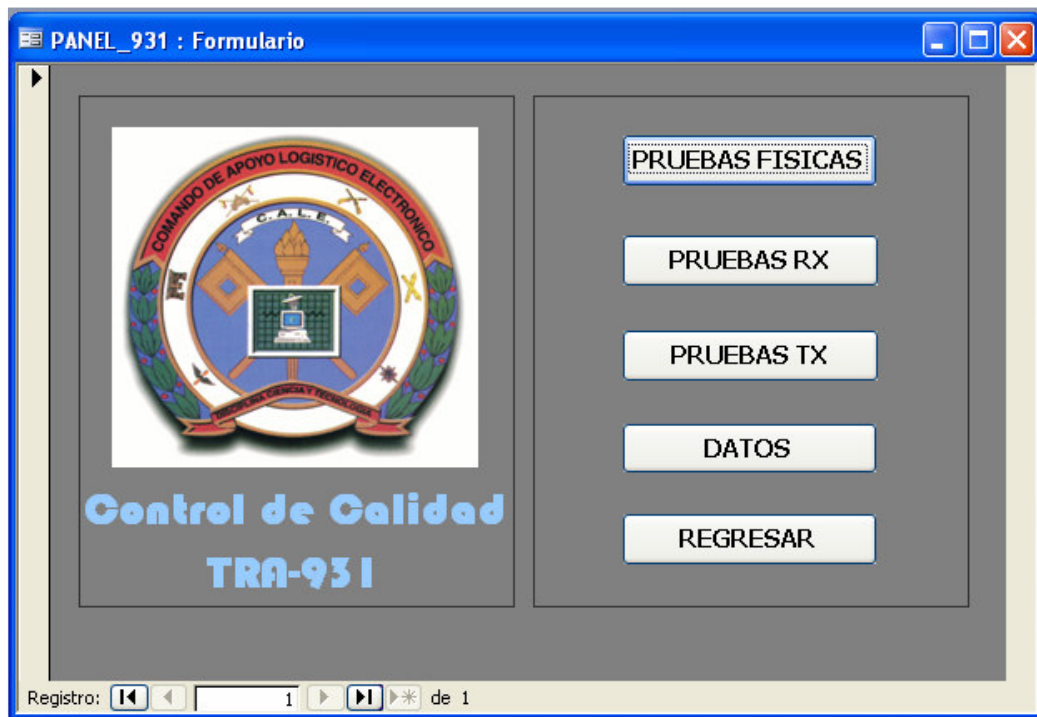 PANEL_931 : Formulario
COMANDO DE APOYO LOGISTICO ELECTRONICO
C. A. L. E.
DISCIPLINA CIENCIA Y TECNOLOGIA
Control de Calidad
TRA-931
PRUEBAS FISICAS
PRUEBAS RX
PRUEBAS TX
DATOS
REGRESAR
Registro: 1 de 1